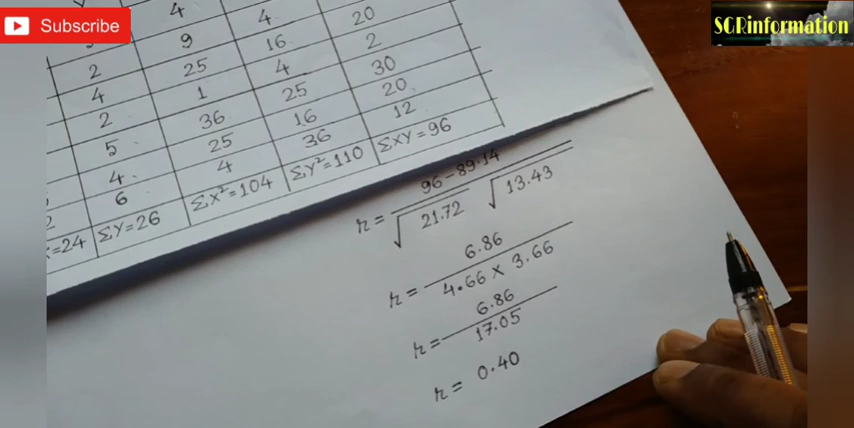 Subscribe
SCRinformation
4 4 20
9 16 2
2 25 4 30
4 1 25 20
2 36 16 12
5 25 36
4 4
6
=24 ΣY=26 ΣX²=104 ΣY²=110 ΣXY=96
r = 96-89.14 / √21.72 √13.43
r = 6.86 / 4.66 × 3.66
r = 6.86 / 17.05
r = 0.40